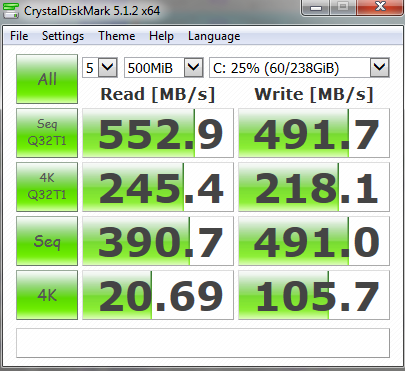 CrystalDiskMark 5.1.2 x64
File Settings Theme Help Language
All 5 500MiB C: 25% (60/238GiB)
Read [MB/s] Write [MB/s]
Seq Q32T1 552.9 491.7
4K Q32T1 245.4 218.1
Seq 390.7 491.0
4K 20.69 105.7